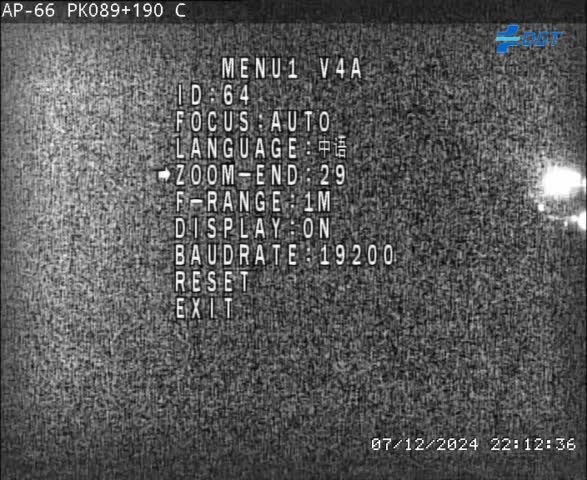 AP-66 PK089+190 C
DGT
MENU1 V4A
ID:64
FOCUS:AUTO
LANGUAGE:中语
ZOOM-END:29
F-RANGE:1M
DISPLAY:ON
BAUDRATE:19200
RESET
EXIT
07/12/2024 22:12:36